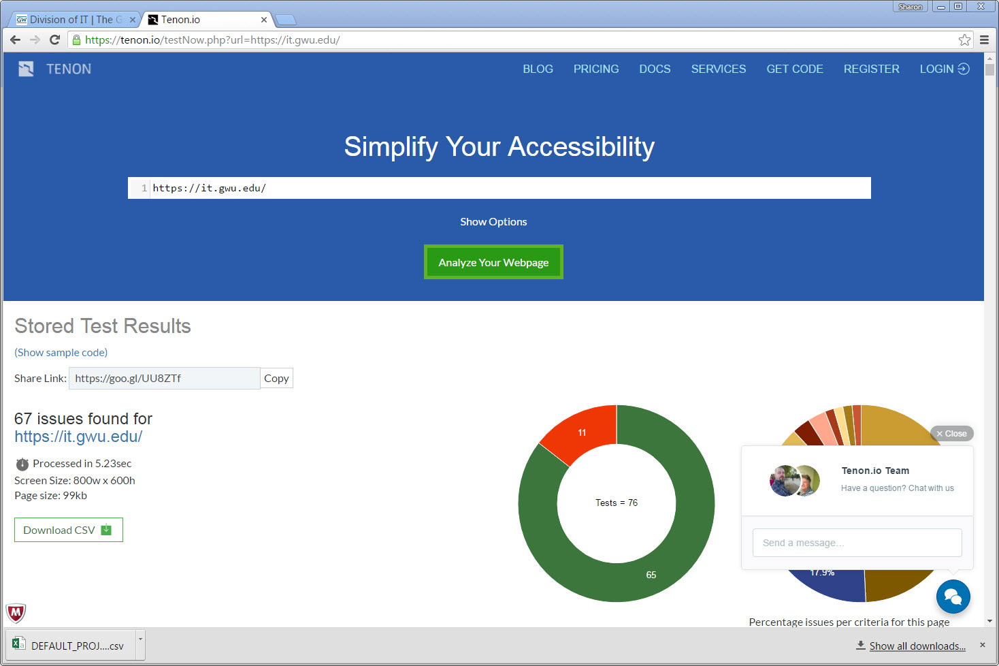 Sharon
GW Division of IT | The G
Tenon.io
https://tenon.io/testNow.php?url=https://it.gwu.edu/
TENON
BLOG PRICING DOCS SERVICES GET CODE REGISTER LOGIN
Simplify Your Accessibility
1 https://it.gwu.edu/
Show Options
Analyze Your Webpage
Stored Test Results
(Show sample code)
Share Link: https://goo.gl/UU8ZTf Copy
67 issues found for
https://it.gwu.edu/
Processed in 5.23sec
Screen Size: 800w x 600h
Page size: 99kb
Download CSV
11
Tests = 76
65
× Close
Tenon.io Team
Have a question? Chat with us
Send a message...
17.9%
Percentage issues per criteria for this page
DEFAULT_PROJ....csv
Show all downloads...